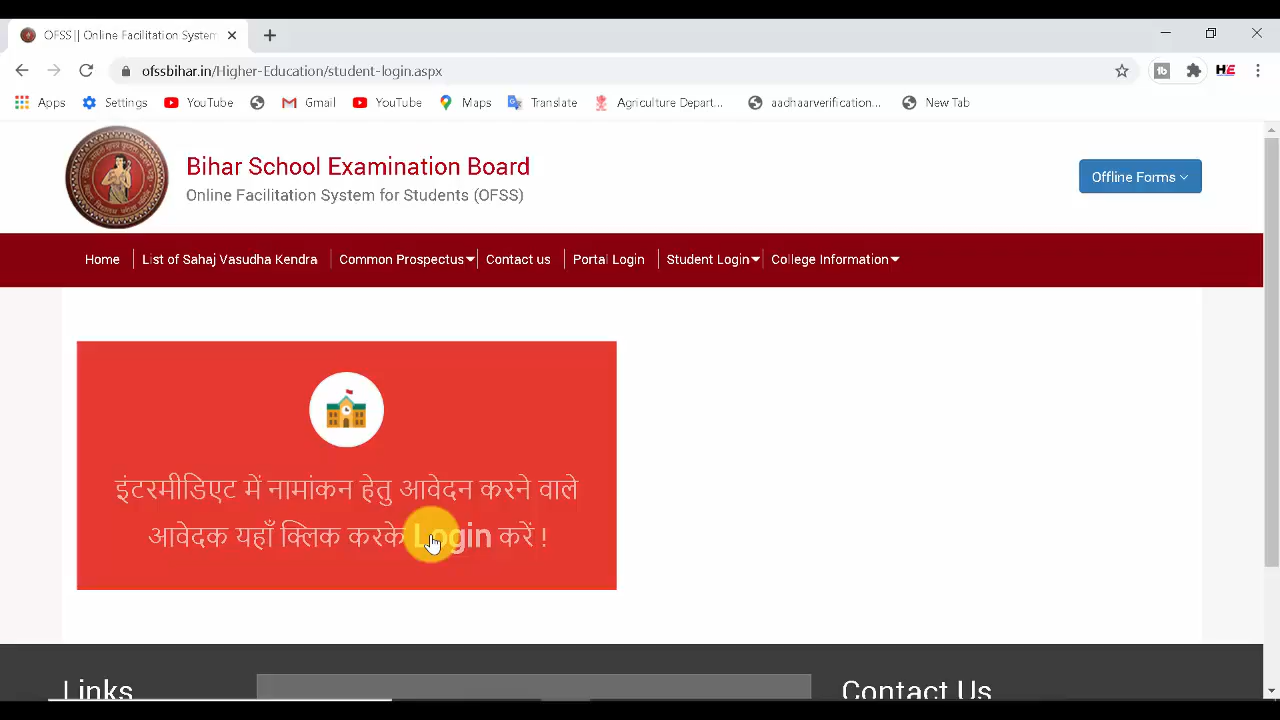 OFSS || Online Facilitation System
ofssbihar.in/Higher-Education/student-login.aspx
Apps Settings YouTube Gmail YouTube Maps Translate Agriculture Depart... aadhaarverification... New Tab
Bihar School Examination Board
Online Facilitation System for Students (OFSS)
Offline Forms
Home List of Sahaj Vasudha Kendra Common Prospectus Contact us Portal Login Student Login College Information
इंटरमीडिएट में नामांकन हेतु आवेदन करने वाले
आवेदक यहाँ क्लिक करके Login करें !
Links Contact Us